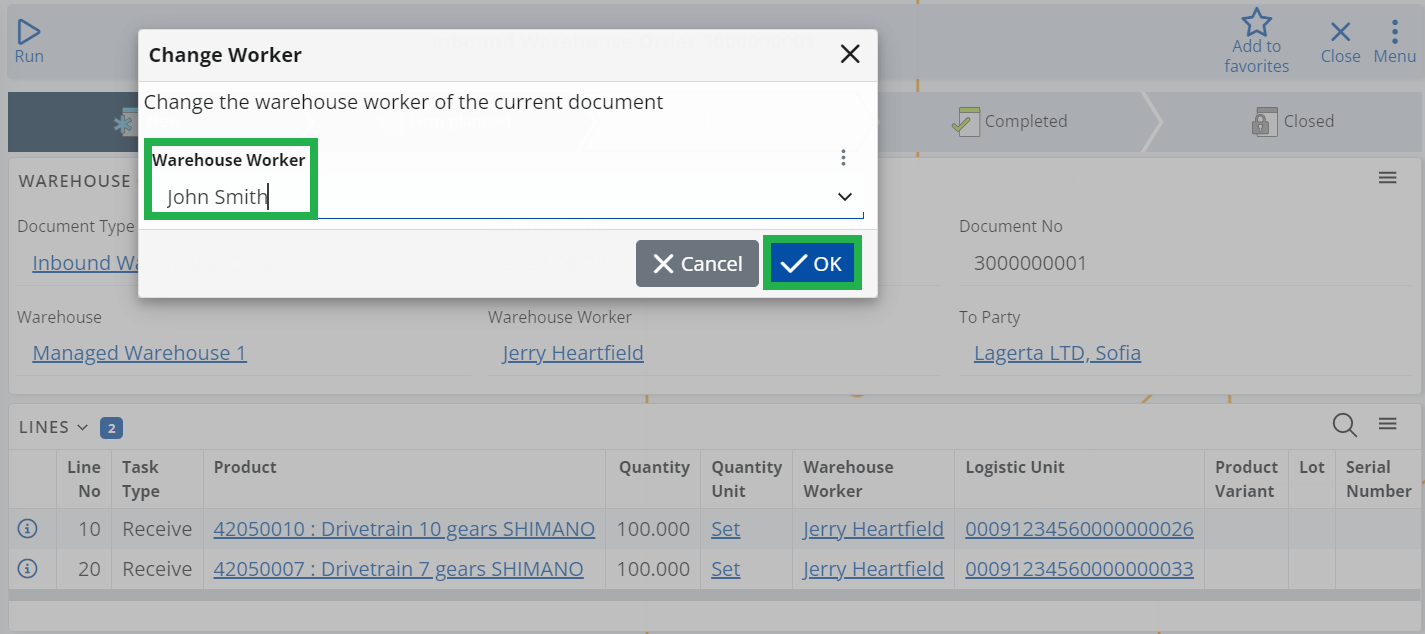 Run
Add to
favorites
Close
Menu
Change Worker
Change the warehouse worker of the current document
Warehouse Worker
John Smith
Cancel
OK
Completed
Closed
WAREHOUSE
Document Type
Inbound
Document No
3000000001
Warehouse
Managed Warehouse 1
Warehouse Worker
Jerry Heartfield
To Party
Lagerta LTD, Sofia
LINES 2
Line No Task Type Product Quantity Quantity Unit Warehouse Worker Logistic Unit Product Variant Lot Serial Number
10 Receive 42050010 : Drivetrain 10 gears SHIMANO 100.000 Set Jerry Heartfield 00091234560000000026
20 Receive 42050007 : Drivetrain 7 gears SHIMANO 100.000 Set Jerry Heartfield 00091234560000000033